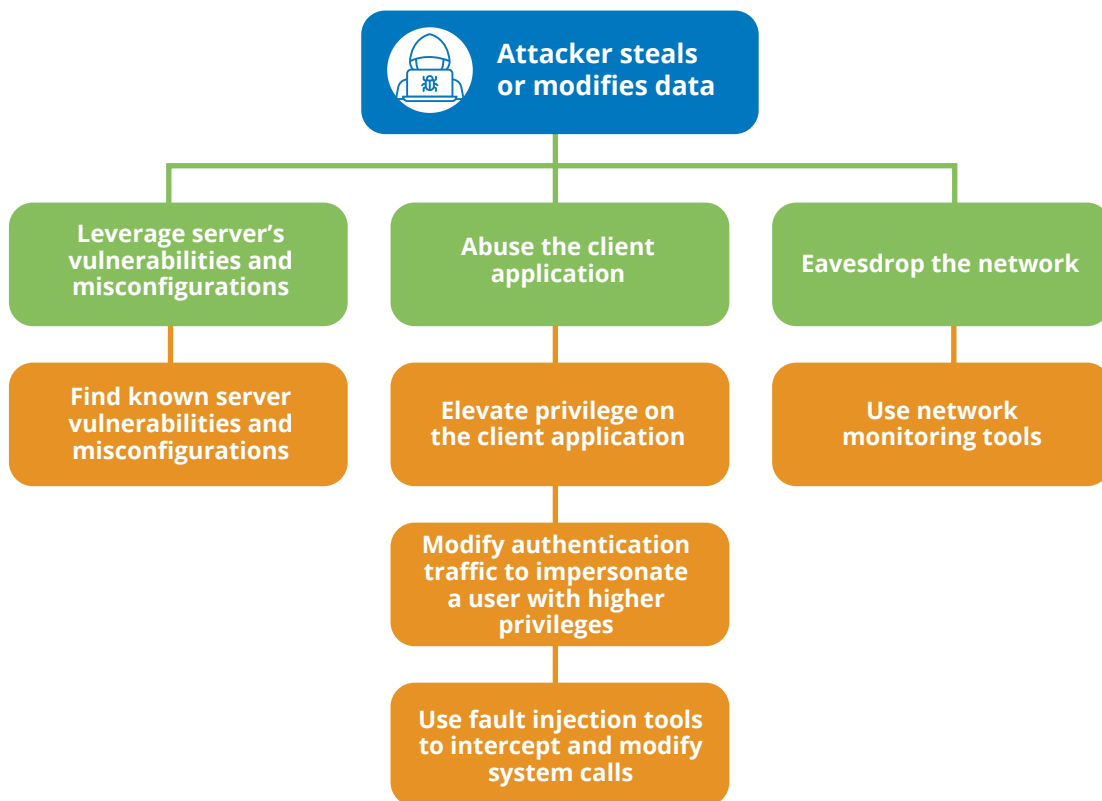 Attacker steals
or modifies data
Leverage server’s
vulnerabilities and
misconfigurations
Abuse the client
application
Eavesdrop the network
Find known server
vulnerabilities and
misconfigurations
Elevate privilege on
the client application
Use network
monitoring tools
Modify authentication
traffic to impersonate
a user with higher
privileges
Use fault injection tools
to intercept and modify
system calls